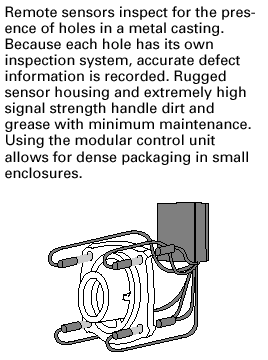 Remote sensors inspect for the pres-
ence of holes in a metal casting.
Because each hole has its own
inspection system, accurate defect
information is recorded. Rugged
sensor housing and extremely high
signal strength handle dirt and
grease with minimum maintenance.
Using the modular control unit
allows for dense packaging in small
enclosures.